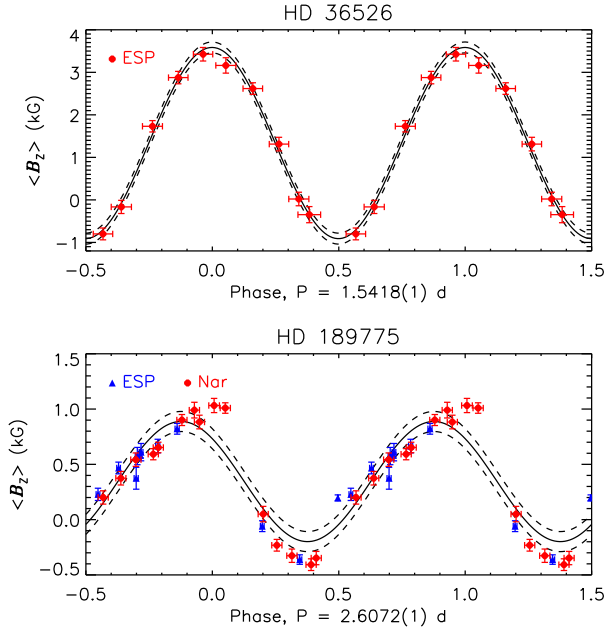 HD 36526
4
3
2
1
0
−1
<Bz> (kG)
ESP
−0.5 0.0 0.5 1.0 1.5
Phase, P = 1.5418(1) d
HD 189775
1.5
1.0
0.5
0.0
−0.5
<Bz> (kG)
ESP Nar
−0.5 0.0 0.5 1.0 1.5
Phase, P = 2.6072(1) d